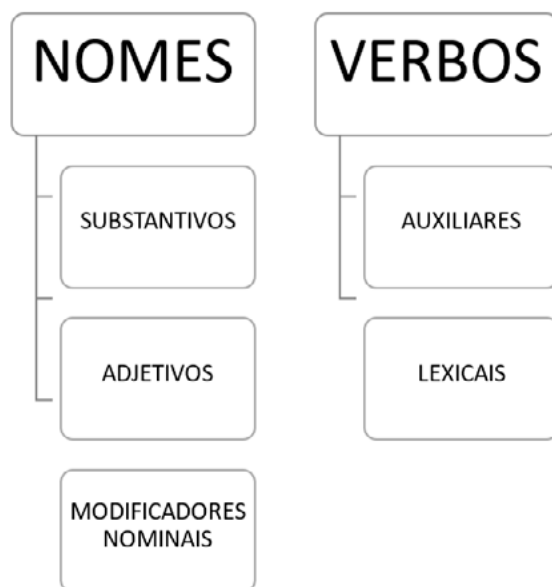 NOMES
SUBSTANTIVOS
ADJETIVOS
MODIFICADORES
NOMINAIS
VERBOS
AUXILIARES
LEXICAIS